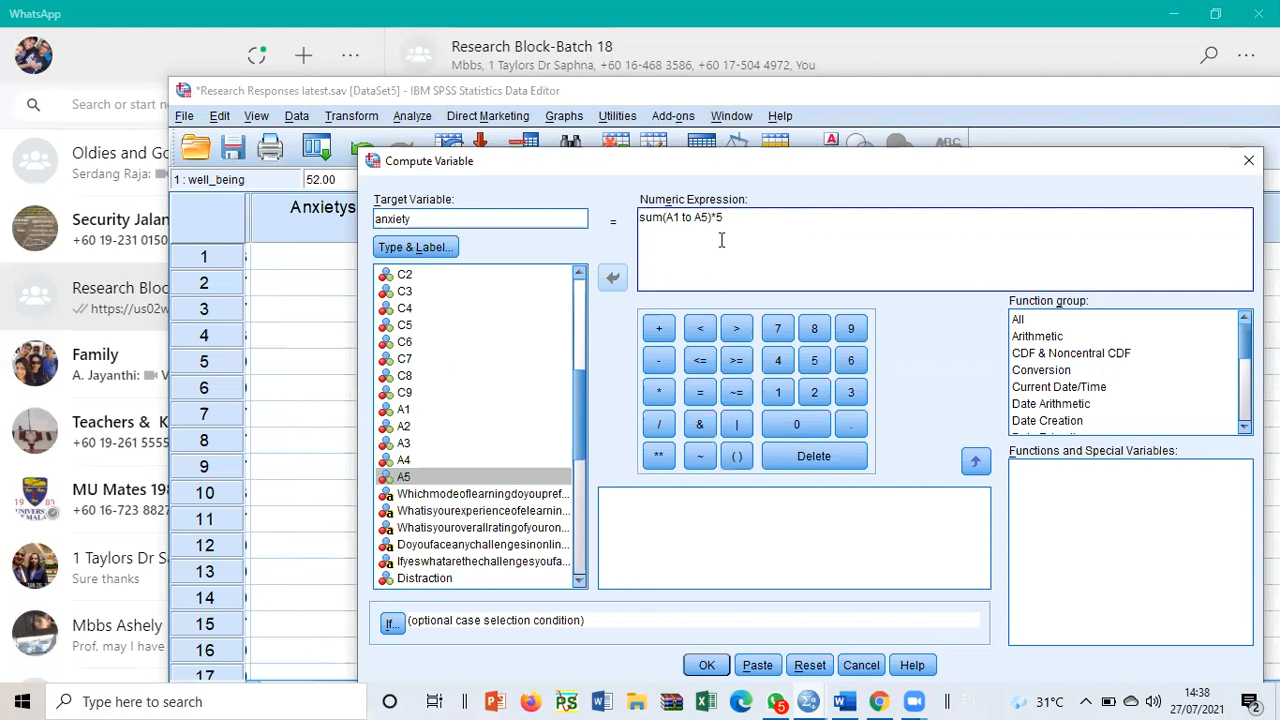 WhatsApp
Research Block-Batch 18
Mbbs, 1 Taylors Dr Saphna, +60 16-468 3586, +60 17-504 4972, You
Search or start n
Oldies and Go
Serdang Raja:
Security Jalan
+60 19-231 0150
Research Bloc
https://us02w
Family
A. Jayanthi: Vi
Teachers & K
+60 19-261 5555
MU Mates 198
+60 16-723 8827
1 Taylors Dr S
Sure thanks
Mbbs Ashely
Prof. may I have
*Research Responses latest.sav [DataSet5] - IBM SPSS Statistics Data Editor
File Edit View Data Transform Analyze Direct Marketing Graphs Utilities Add-ons Window Help
1 : well_being 52.00
Anxietys
1
2
3
4
5
6
7
8
9
10
11
12
13
14
15
16
17
Compute Variable
Target Variable:
anxiety
=
Numeric Expression:
sum(A1 to A5)*5
Type & Label...
C2
C3
C4
C5
C6
C7
C8
C9
A1
A2
A3
A4
A5
Whichmodeoflearningdoyoupref...
Whatisyourexperienceoflearnin...
Whatisyouroverallratingofyouron...
Doyoufaceanychallengesinonlin...
Ifyeswhatarethechallengesyoufa...
Distraction
+ < > 7 8 9
- <= >= 4 5 6
* = ~= 1 2 3
/ & | 0 .
** ~ ( ) Delete
Function group:
All
Arithmetic
CDF & Noncentral CDF
Conversion
Current Date/Time
Date Arithmetic
Date Creation
Functions and Special Variables:
If... (optional case selection condition)
OK Paste Reset Cancel Help
Type here to search
5
31°C
14:38
27/07/2021
2